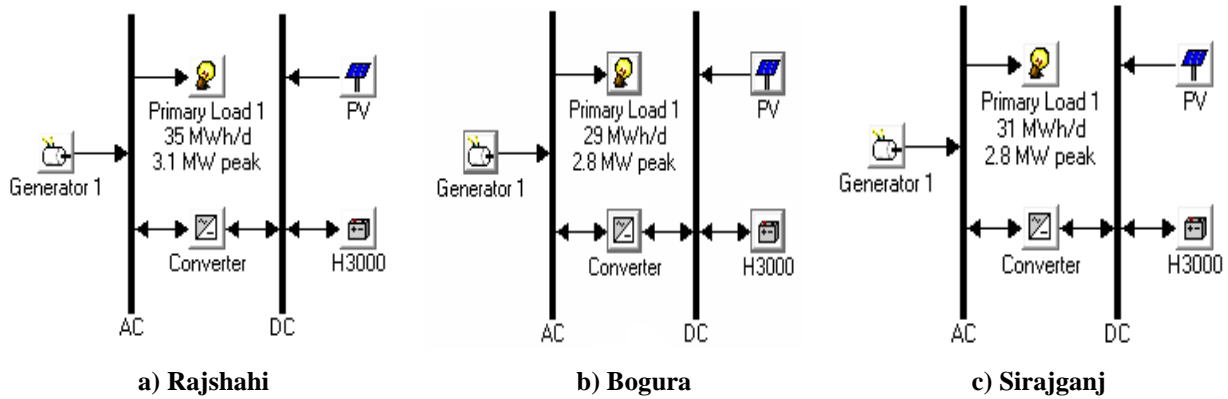 Primary Load 1
35 MWh/d
3.1 MW peak
PV
Generator 1
Converter
H3000
AC
DC
a) Rajshahi
Primary Load 1
29 MWh/d
2.8 MW peak
PV
Generator 1
Converter
H3000
AC
DC
b) Bogura
Primary Load 1
31 MWh/d
2.8 MW peak
PV
Generator 1
Converter
H3000
AC
DC
c) Sirajganj